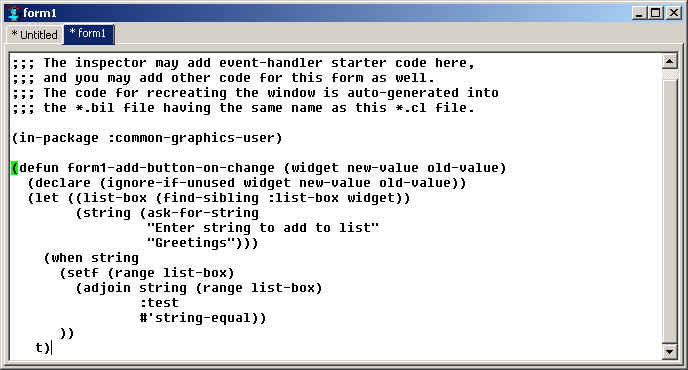 form1
* Untitled
* form1
;;; The inspector may add event-handler starter code here,
;;; and you may add other code for this form as well.
;;; The code for recreating the window is auto-generated into
;;; the *.bil file having the same name as this *.cl file.
(in-package :common-graphics-user)
(defun form1-add-button-on-change (widget new-value old-value)
  (declare (ignore-if-unused widget new-value old-value))
  (let ((list-box (find-sibling :list-box widget))
        (string (ask-for-string
                 "Enter string to add to list"
                 "Greetings")))
    (when string
      (setf (range list-box)
        (adjoin string (range list-box)
                :test
                #'string-equal))
      ))
   t)